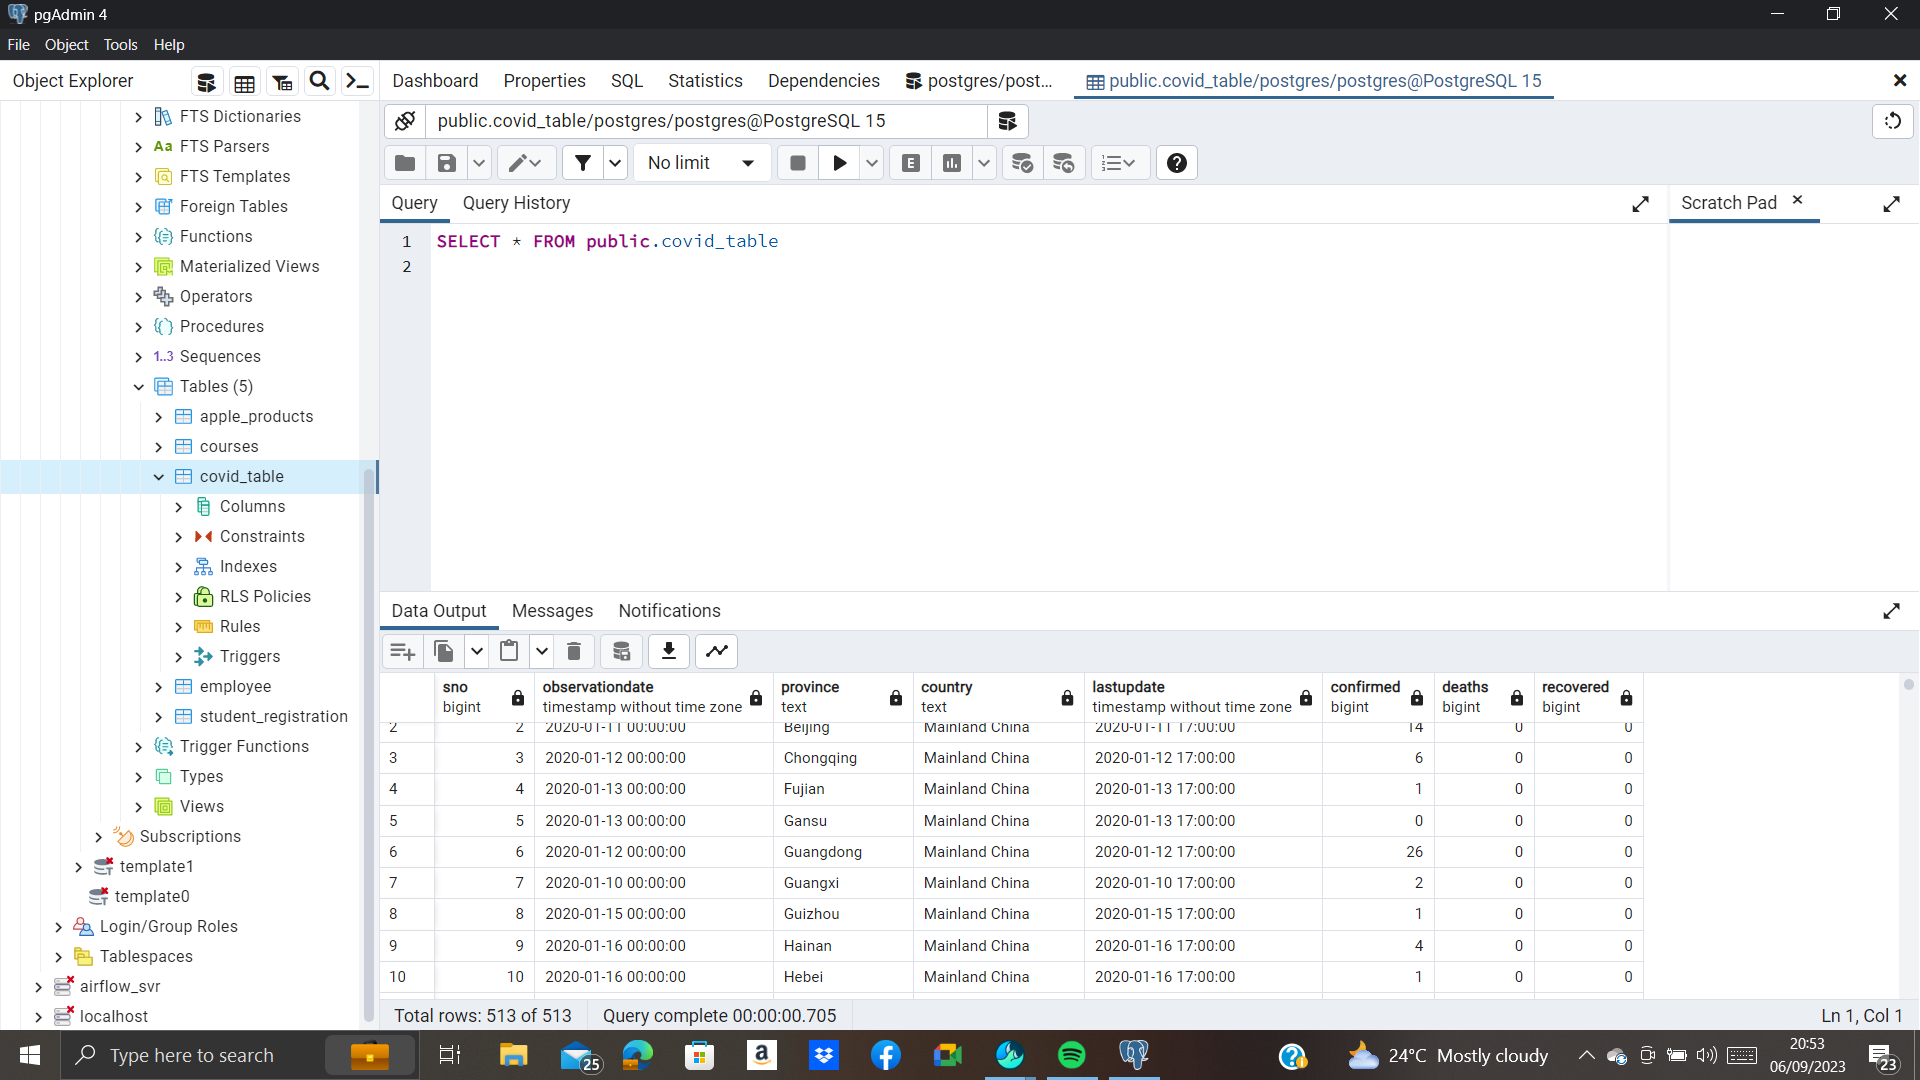 pgAdmin 4
File Object Tools Help
Object Explorer
Dashboard Properties SQL Statistics Dependencies postgres/post... public.covid_table/postgres/postgres@PostgreSQL 15
FTS Dictionaries
Aa FTS Parsers
FTS Templates
Foreign Tables
Functions
Materialized Views
Operators
Procedures
1..3 Sequences
Tables (5)
apple_products
courses
covid_table
Columns
Constraints
Indexes
RLS Policies
Rules
Triggers
employee
student_registration
Trigger Functions
Types
Views
Subscriptions
template1
template0
Login/Group Roles
Tablespaces
airflow_svr
localhost
public.covid_table/postgres/postgres@PostgreSQL 15
No limit E
Query Query History Scratch Pad
1 SELECT * FROM public.covid_table
2
Data Output Messages Notifications
sno observationdate province country lastupdate confirmed deaths recovered
bigint timestamp without time zone text text timestamp without time zone bigint bigint bigint
2 2 2020-01-11 00:00:00 Beijing Mainland China 2020-01-11 17:00:00 14 0 0
3 3 2020-01-12 00:00:00 Chongqing Mainland China 2020-01-12 17:00:00 6 0 0
4 4 2020-01-13 00:00:00 Fujian Mainland China 2020-01-13 17:00:00 1 0 0
5 5 2020-01-13 00:00:00 Gansu Mainland China 2020-01-13 17:00:00 0 0 0
6 6 2020-01-12 00:00:00 Guangdong Mainland China 2020-01-12 17:00:00 26 0 0
7 7 2020-01-10 00:00:00 Guangxi Mainland China 2020-01-10 17:00:00 2 0 0
8 8 2020-01-15 00:00:00 Guizhou Mainland China 2020-01-15 17:00:00 1 0 0
9 9 2020-01-16 00:00:00 Hainan Mainland China 2020-01-16 17:00:00 4 0 0
10 10 2020-01-16 00:00:00 Hebei Mainland China 2020-01-16 17:00:00 1 0 0
Total rows: 513 of 513 Query complete 00:00:00.705 Ln 1, Col 1
Type here to search 25 24°C Mostly cloudy 20:53
06/09/2023 23